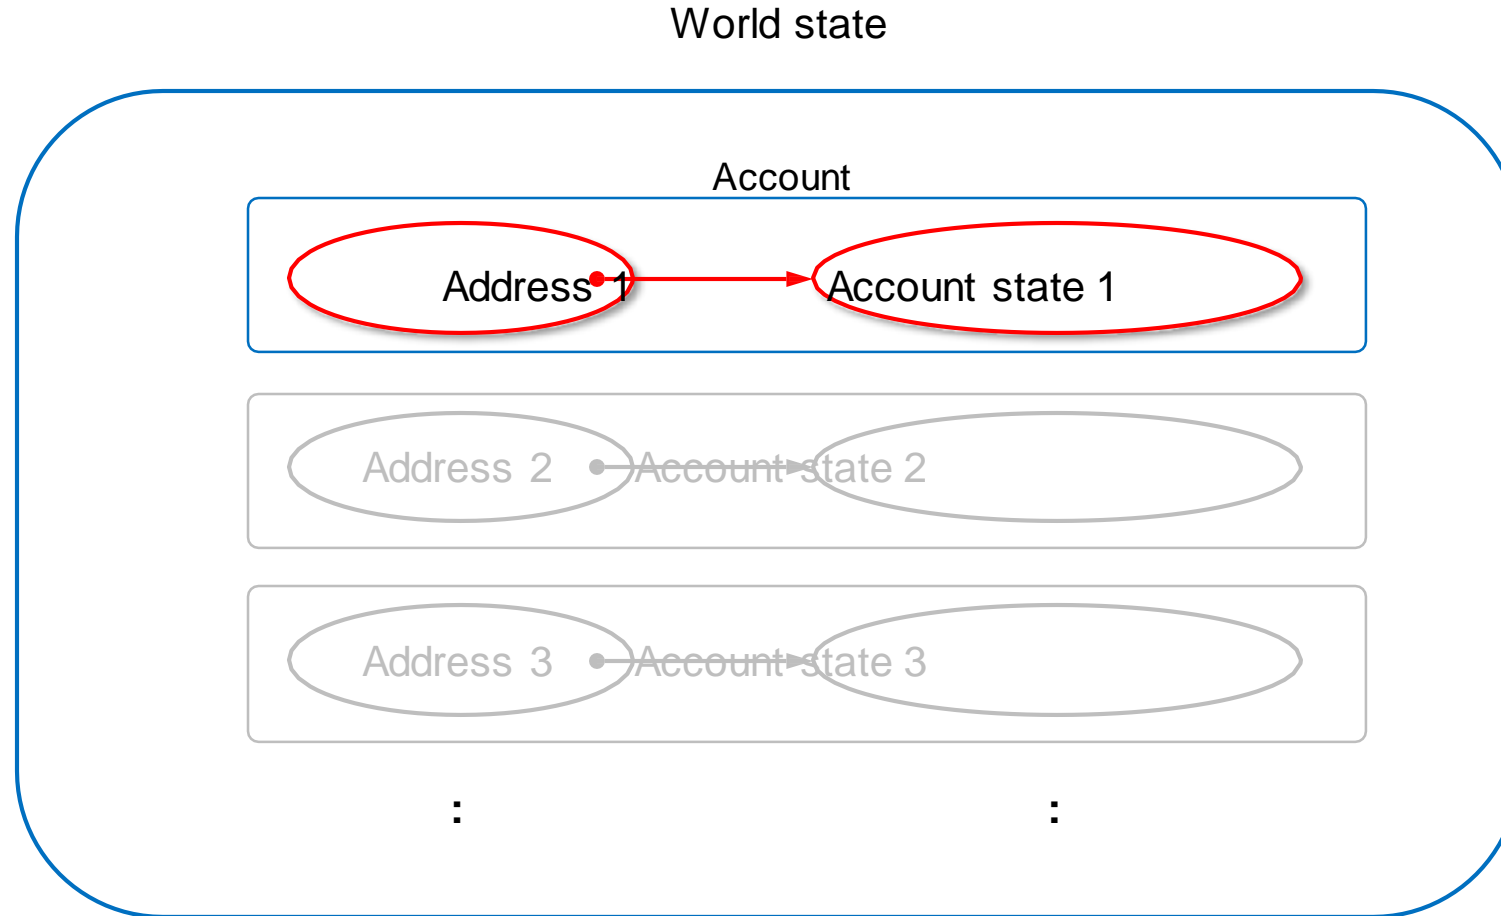 World state
Account
Address 1 Account state 1
Address 2 Account state 2
Address 3 Account state 3
: :